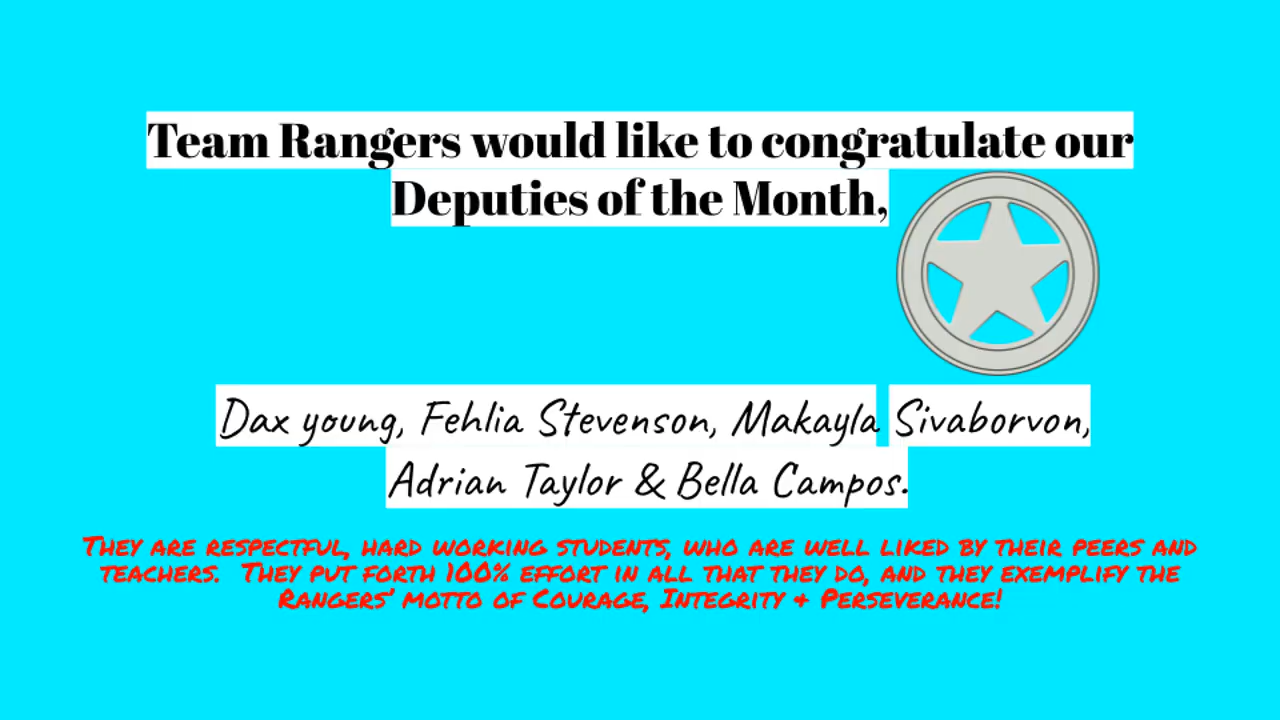 Team Rangers would like to congratulate our
Deputies of the Month,
Dax young, Fehlia Stevenson, Makayla Sivaborvon,
Adrian Taylor & Bella Campos.
They are respectful, hard working students, who are well liked by their peers and
teachers. They put forth 100% effort in all that they do, and they exemplify the
Rangers' motto of Courage, Integrity & Perseverance!